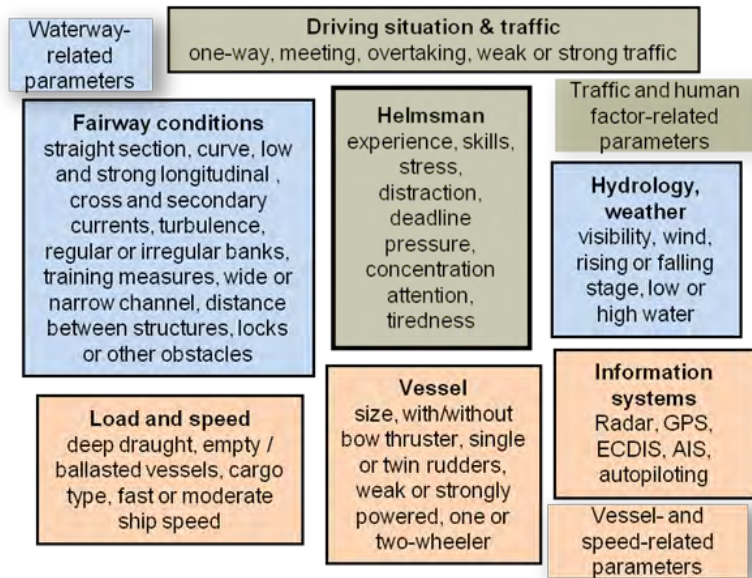 Waterway-
related
parameters
Driving situation & traffic
one-way, meeting, overtaking, weak or strong traffic
Fairway conditions
straight section, curve, low
and strong longitudinal ,
cross and secondary
currents, turbulence,
regular or irregular banks,
training measures, wide or
narrow channel, distance
between structures, locks
or other obstacles
Helmsman
experience, skills,
stress,
distraction,
deadline
pressure,
concentration
attention,
tiredness
Traffic and human
factor-related
parameters
Hydrology,
weather
visibility, wind,
rising or falling
stage, low or
high water
Load and speed
deep draught, empty /
ballasted vessels, cargo
type, fast or moderate
ship speed
Vessel
size, with/without
bow thruster, single
or twin rudders,
weak or strongly
powered, one or
two-wheeler
Information
systems
Radar, GPS,
ECDIS, AIS,
autopiloting
Vessel- and
speed-related
parameters